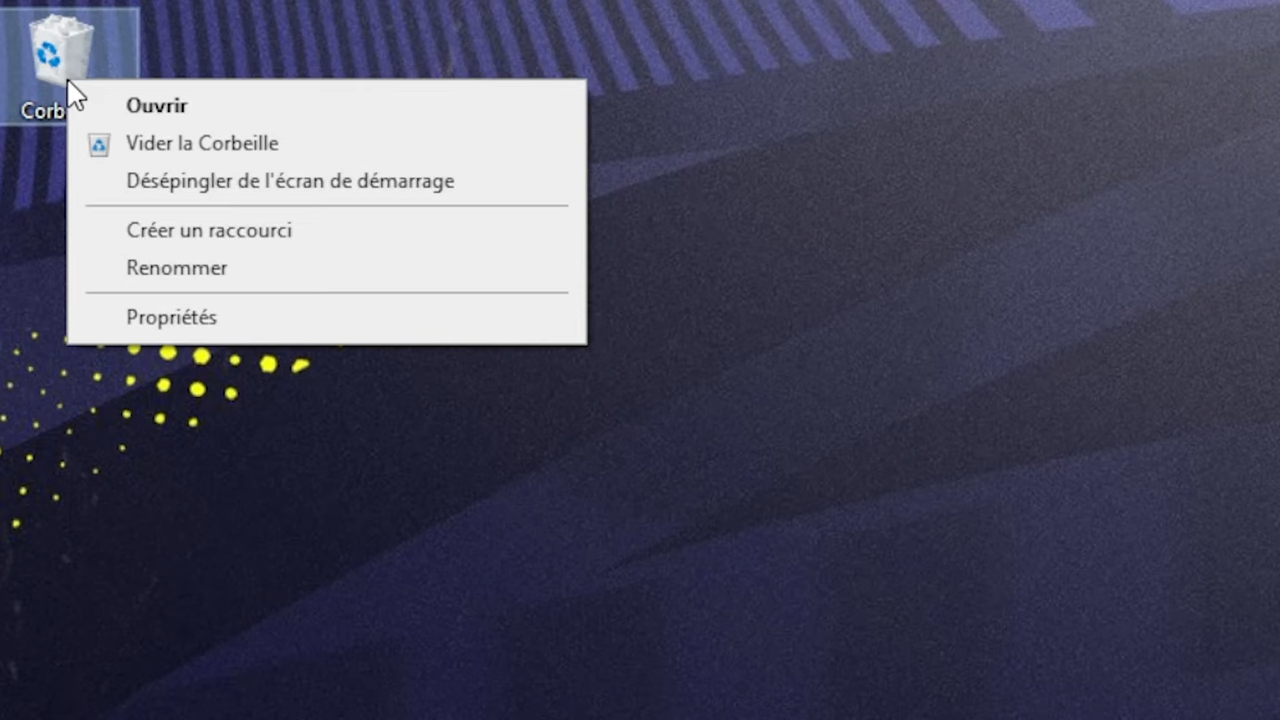 Corb
Ouvrir
Vider la Corbeille
Désépingler de l'écran de démarrage
Créer un raccourci
Renommer
Propriétés